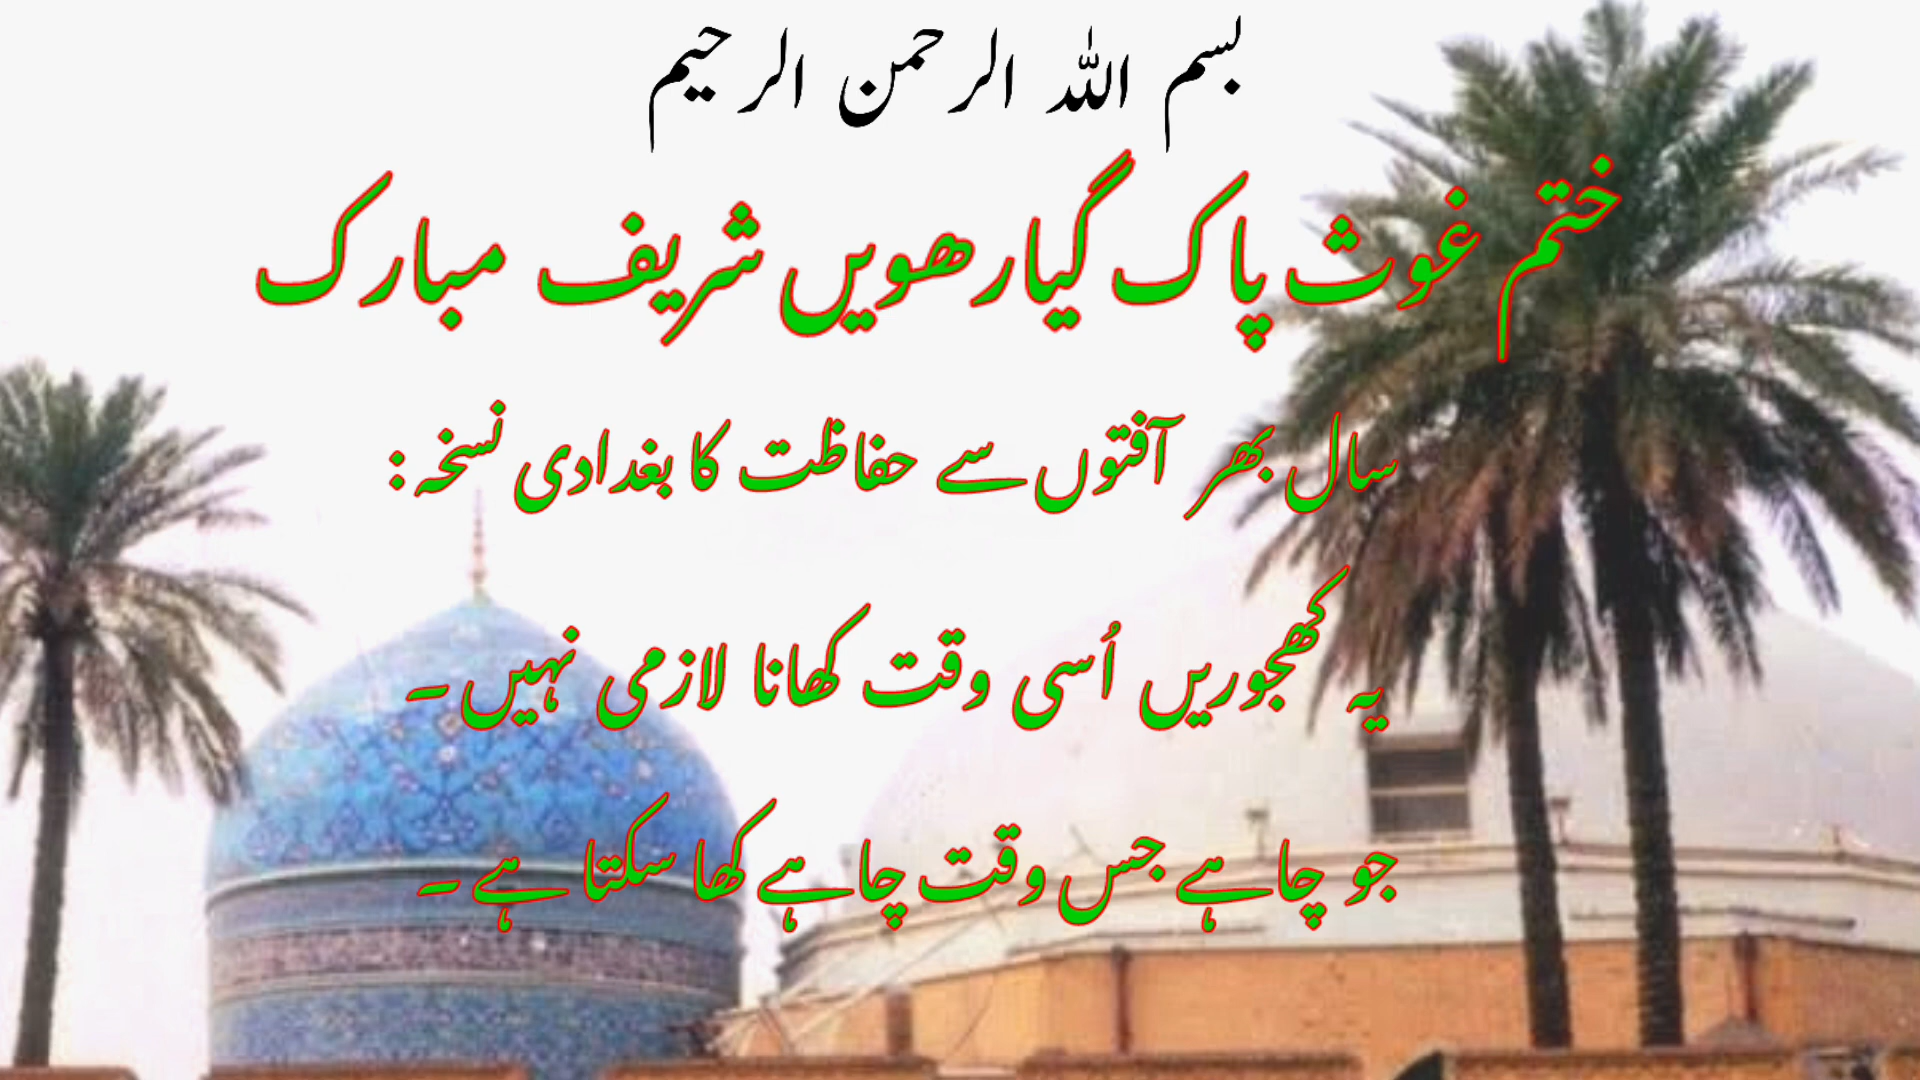 بسم اللہ الرحمن الرحیم
ختم غوث پاک گیارھویں شریف مبارک
سال بھر آفتوں سے حفاظت کا بغدادی نسخہ:
یہ کھجوریں اُسی وقت کھانا لازمی نہیں۔
جو چاہے جس وقت چاہے کھا سکتا ہے۔